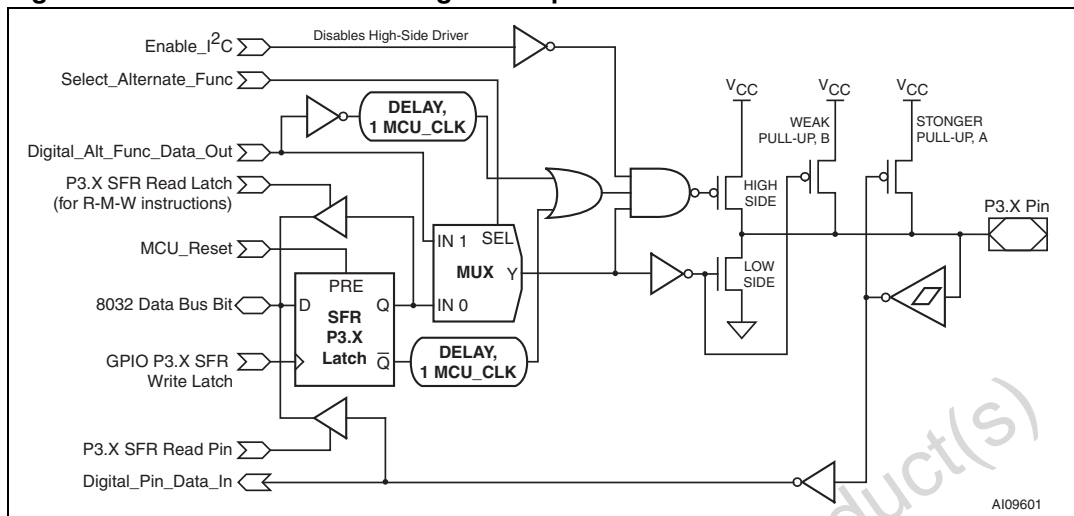 Enable_I2C
Disables High-Side Driver
Select_Alternate_Func
DELAY,
1 MCU_CLK
Digital_Alt_Func_Data_Out
P3.X SFR Read Latch
(for R-M-W instructions)
MCU_Reset
8032 Data Bus Bit
GPIO P3.X SFR
Write Latch
P3.X SFR Read Pin
Digital_Pin_Data_In
PRE
D
Q
SFR
P3.X
Latch
Q
IN 1
SEL
MUX
Y
IN 0
DELAY,
1 MCU_CLK
VCC
HIGH
SIDE
LOW
SIDE
VCC
WEAK
PULL-UP, B
VCC
STONGER
PULL-UP, A
P3.X Pin
duct(s)
AI09601